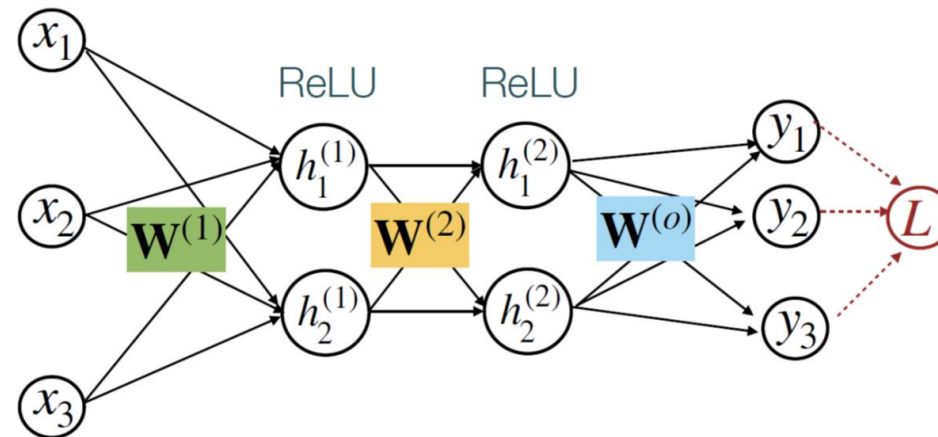 x₁
ReLU ReLU
y₁
h₁⁽¹⁾ h₁⁽²⁾
x₂ W⁽¹⁾ W⁽²⁾ W⁽ᵒ⁾ y₂ L
h₂⁽¹⁾ h₂⁽²⁾ y₃
x₃